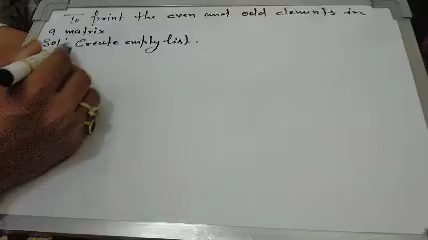 To print the even and odd elements in
a matrix
Sol: Create empty list.